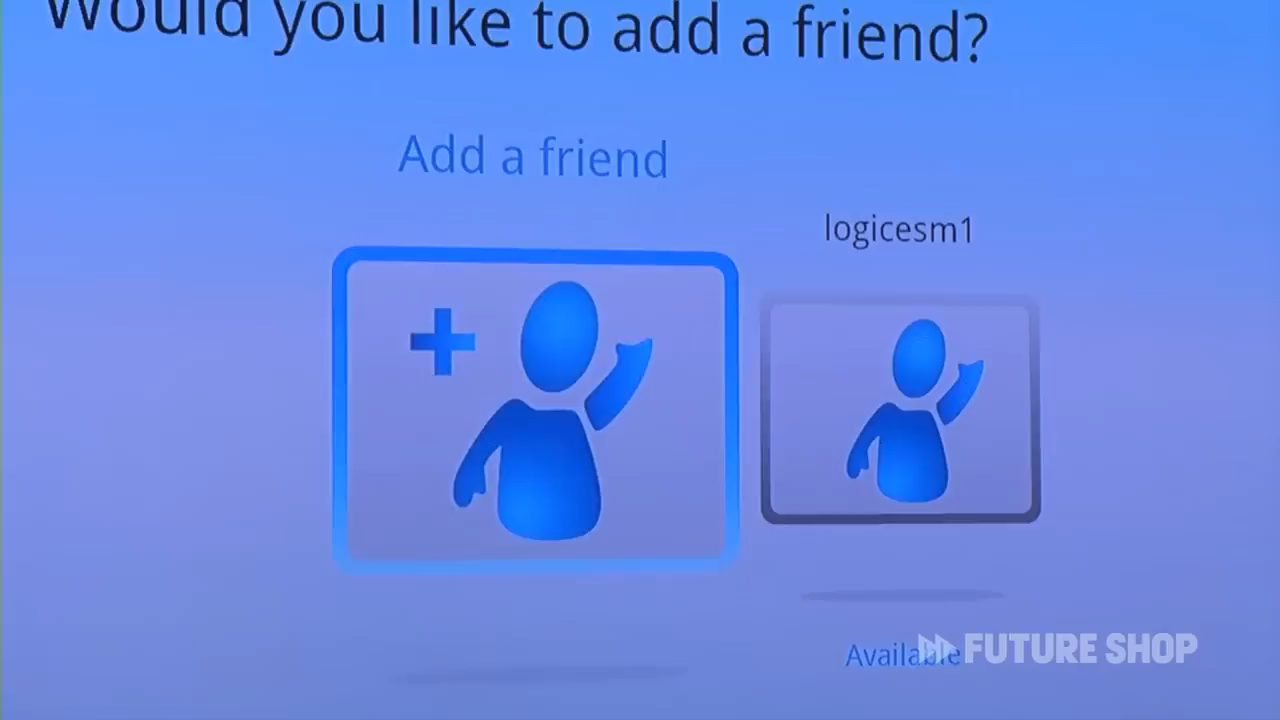 Would you like to add a friend?
Add a friend
logicesm1
Available
FUTURE SHOP